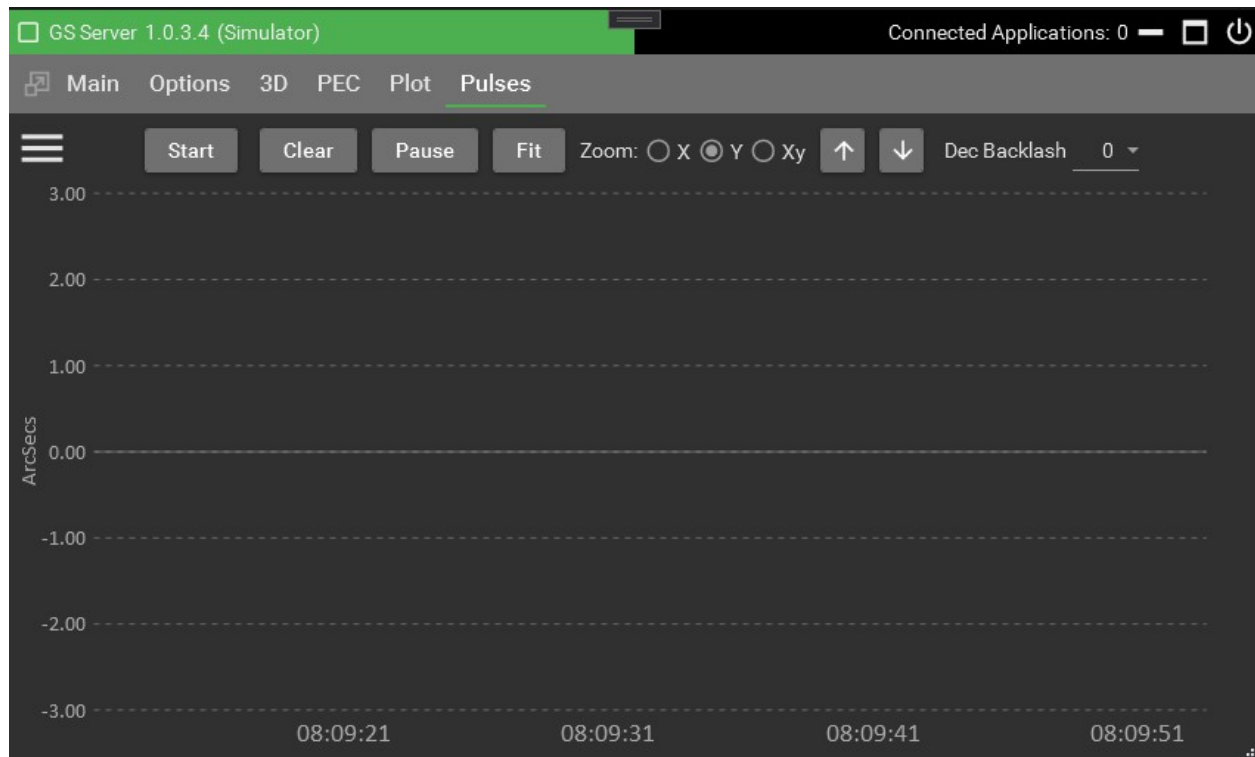 GS Server 1.0.3.4 (Simulator) Connected Applications: 0
Main Options 3D PEC Plot Pulses
Start Clear Pause Fit Zoom: X Y Xy Dec Backlash 0
3.00
2.00
1.00
ArcSecs
0.00
-1.00
-2.00
-3.00
08:09:21 08:09:31 08:09:41 08:09:51